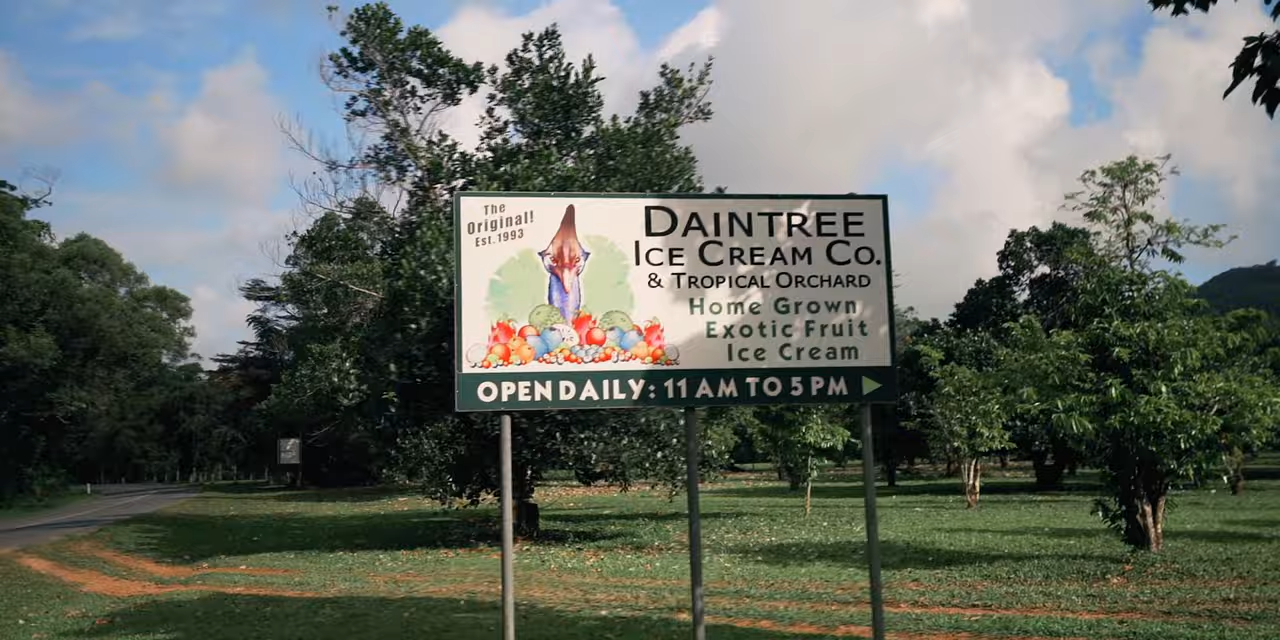 The
Original!
Est. 1993
DAINTREE
ICE CREAM CO.
& TROPICAL ORCHARD
Home Grown
Exotic Fruit
Ice Cream
OPEN DAILY: 11 AM TO 5 PM